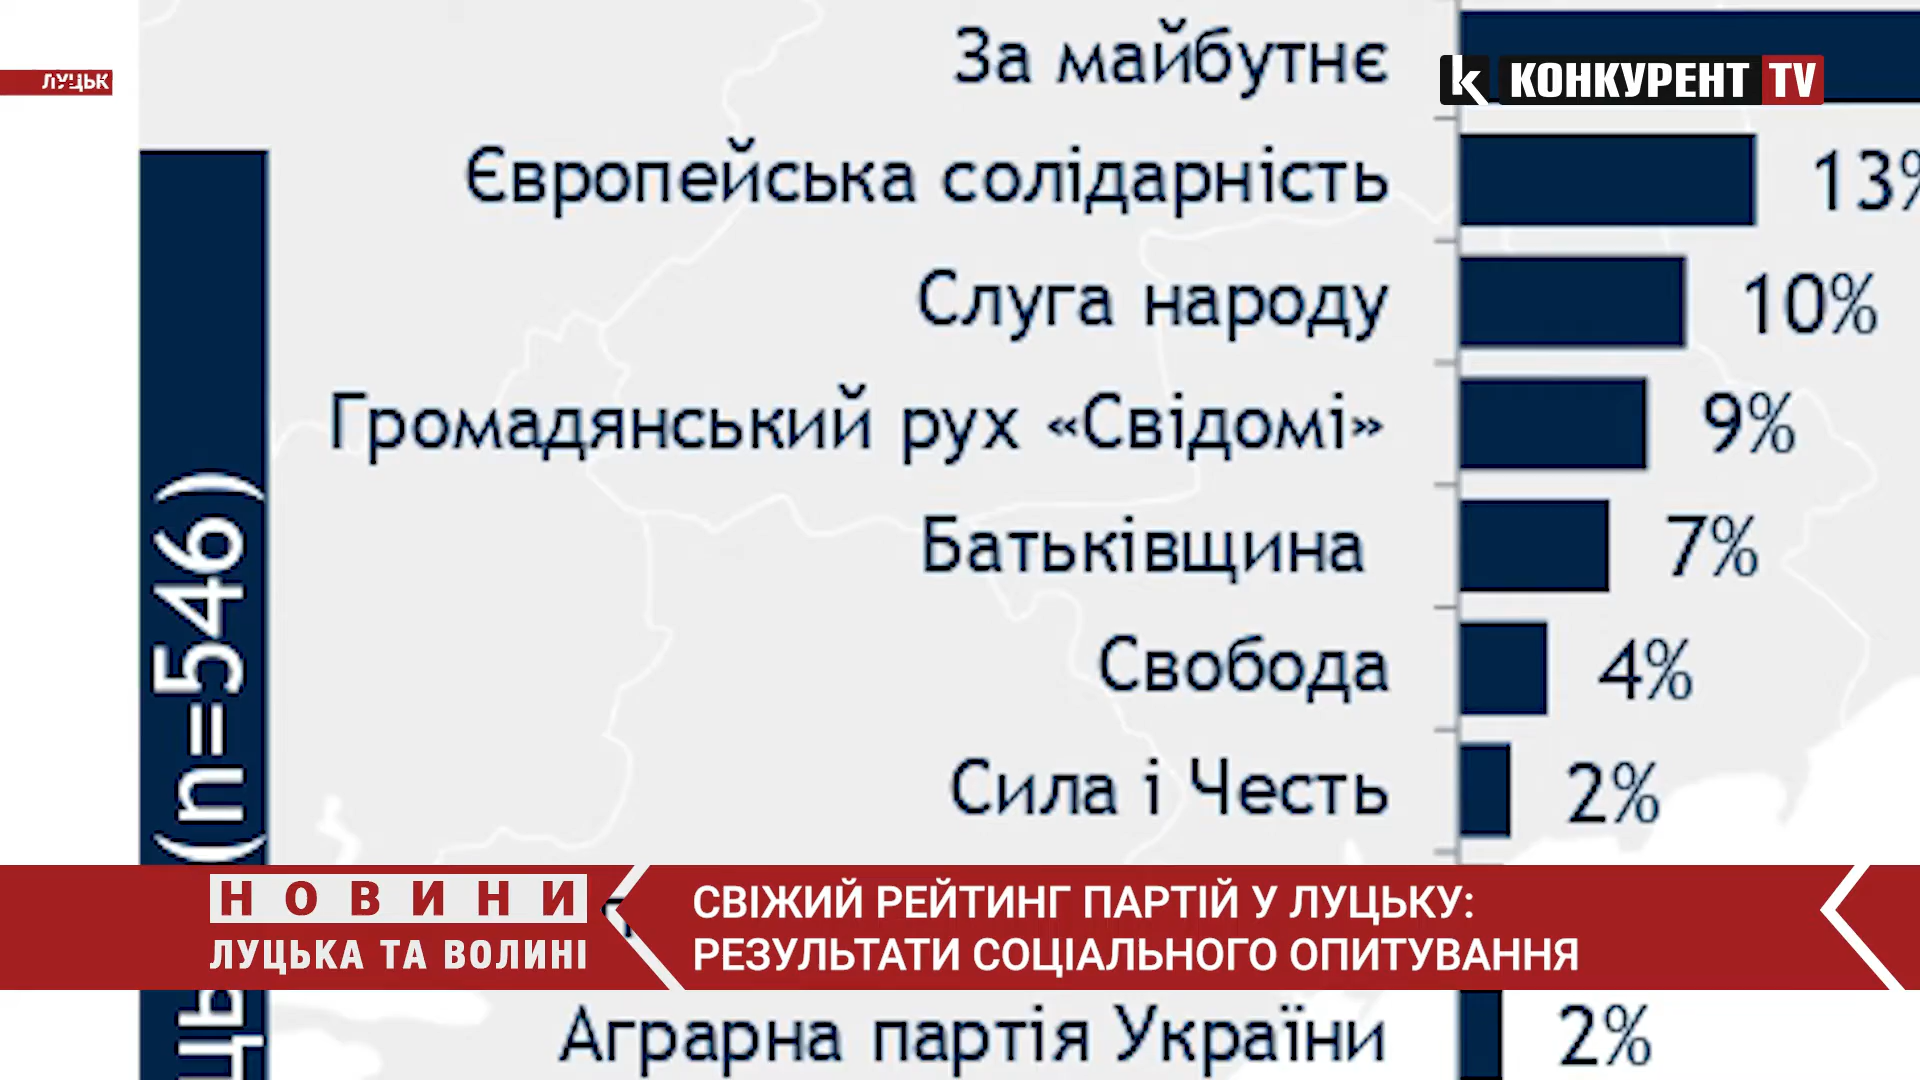 ЛУЦЬК
За майбутнє
КОНКУРЕНТ TV
Європейська солідарність 13%
Слуга народу 10%
Громадянський рух «Свідомі» 9%
Батьківщина 7%
Свобода 4%
Сила і Честь 2%
(n=546)
НОВИНИ
ЛУЦЬКА ТА ВОЛИНІ
СВІЖИЙ РЕЙТИНГ ПАРТІЙ У ЛУЦЬКУ:
РЕЗУЛЬТАТИ СОЦІАЛЬНОГО ОПИТУВАННЯ
Аграрна партія України 2%